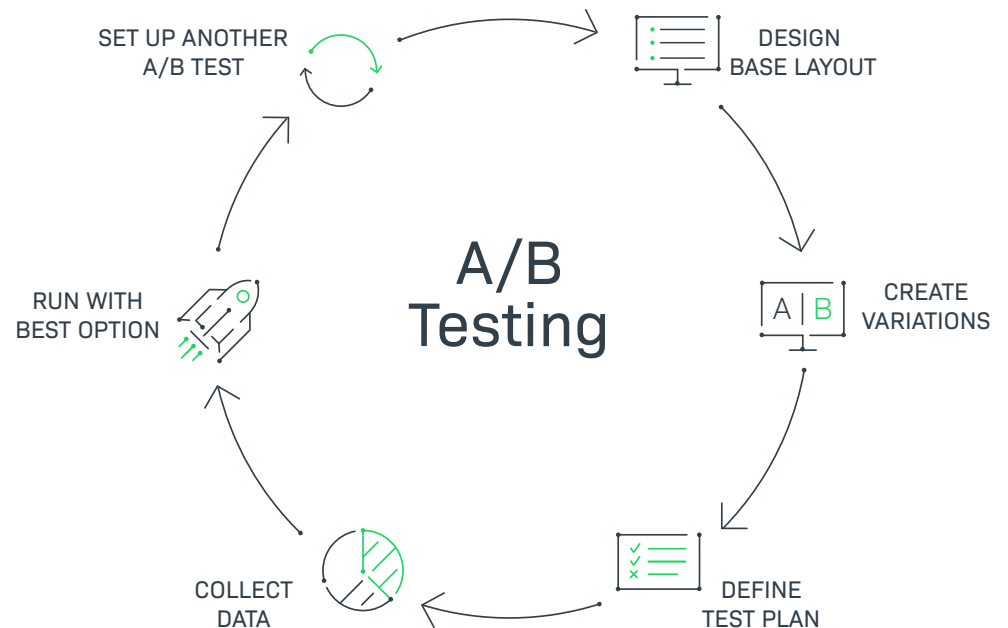 A/B
Testing
DESIGN
BASE LAYOUT
A B
CREATE
VARIATIONS
DEFINE
TEST PLAN
COLLECT
DATA
RUN WITH
BEST OPTION
SET UP ANOTHER
A/B TEST